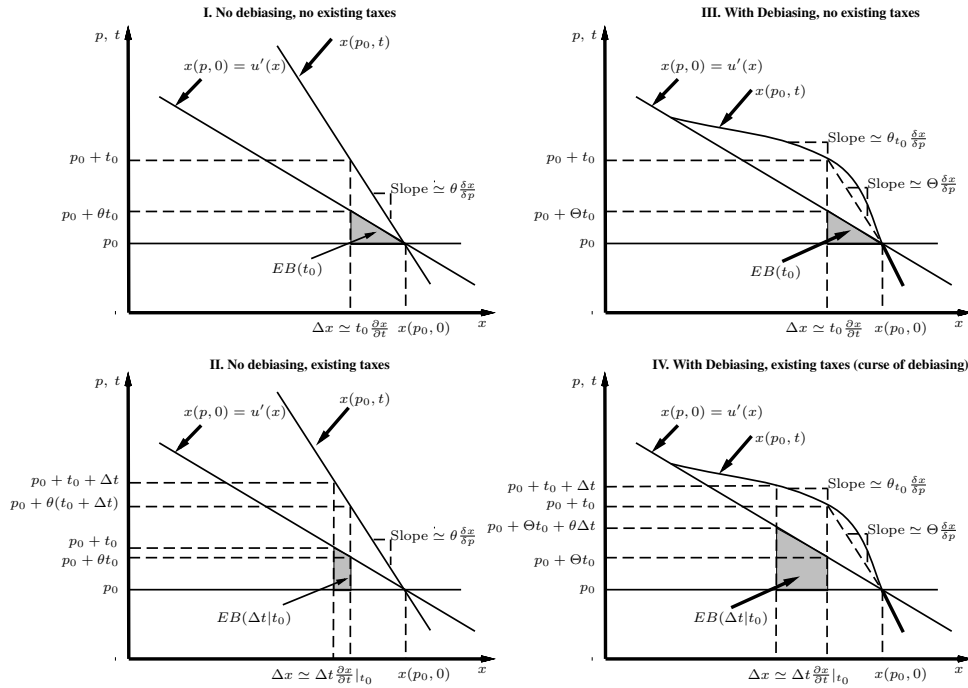 I. No debiasing, no existing taxes
p, t
x(p, 0) = u′(x)
x(p₀, t)
p₀ + t₀
p₀ + θt₀
p₀
Slope ≃ θ δx/δp
EB(t₀)
Δx ≃ t₀ ∂x/∂t
x(p₀, 0)
x
III. With Debiasing, no existing taxes
p, t
x(p, 0) = u′(x)
x(p₀, t)
Slope ≃ θ_t₀ δx/δp
p₀ + t₀
Slope ≃ Θ δx/δp
p₀ + Θt₀
p₀
EB(t₀)
Δx ≃ t₀ ∂x/∂t
x(p₀, 0)
x
II. No debiasing, existing taxes
p, t
x(p, 0) = u′(x)
x(p₀, t)
p₀ + t₀ + Δt
p₀ + θ(t₀ + Δt)
p₀ + t₀
p₀ + θt₀
p₀
Slope ≃ θ δx/δp
EB(Δt|t₀)
Δx ≃ Δt ∂x/∂t|t₀
x(p₀, 0)
x
IV. With Debiasing, existing taxes (curse of debiasing)
p, t
x(p, 0) = u′(x)
x(p₀, t)
p₀ + t₀ + Δt
Slope ≃ θ_t₀ δx/δp
p₀ + t₀
p₀ + Θt₀ + θΔt
Slope ≃ Θ δx/δp
p₀ + Θt₀
p₀
EB(Δt|t₀)
Δx ≃ Δt ∂x/∂t|t₀
x(p₀, 0)
x